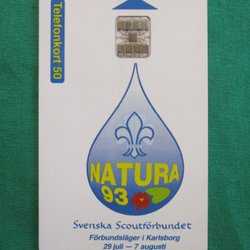 Telefonkort 50
NATURA
93
Svenska Scoutförbundet
Förbundsläger i Karlsborg
29 juli – 7 augusti